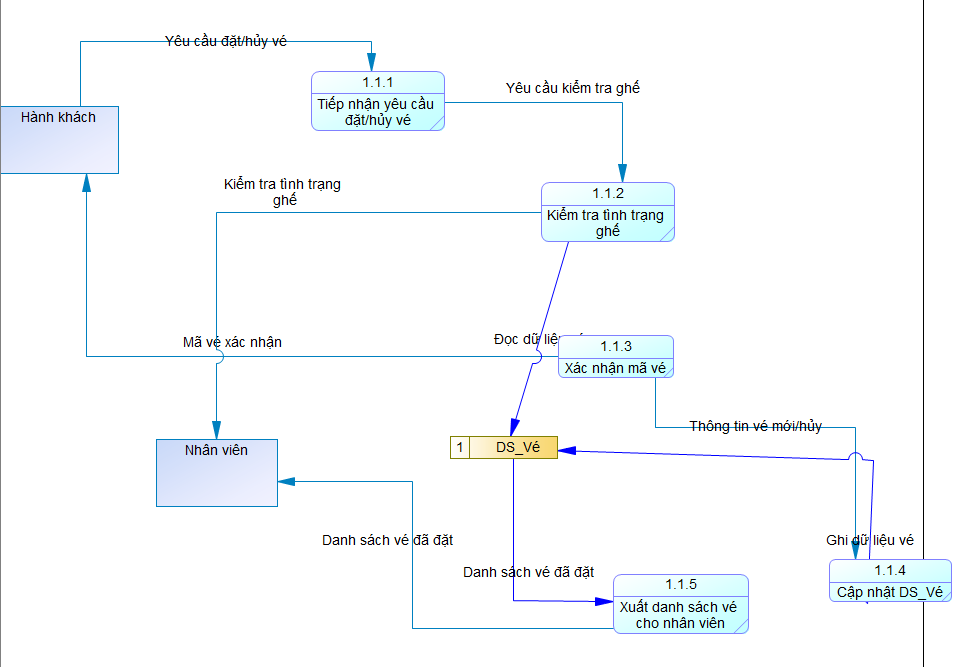 Yêu cầu đặt/hủy vé
1.1.1
Tiếp nhận yêu cầu
đặt/hủy vé
Yêu cầu kiểm tra ghế
Hành khách
Kiểm tra tình trạng
ghế
1.1.2
Kiểm tra tình trạng
ghế
Mã vé xác nhận
Đọc dữ liệu
1.1.3
Xác nhận mã vé
Thông tin vé mới/hủy
Nhân viên
1 DS_Vé
Danh sách vé đã đặt
Ghi dữ liệu vé
Danh sách vé đã đặt
1.1.4
Cập nhật DS_Vé
1.1.5
Xuất danh sách vé
cho nhân viên